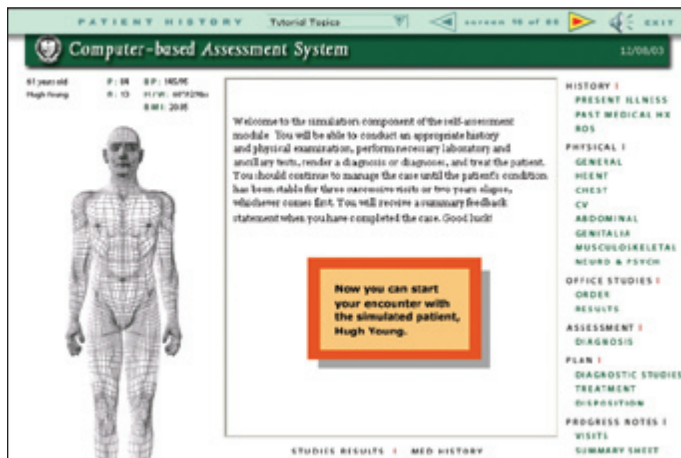 PATIENT HISTORY Tutorial Topics screen 16 of 66 EXIT
Computer-based Assessment System 12/08/03
61 years old
Hugh Young
P: 84 BP: 145/95
R: 13
BMI: 20.05
Welcome to the simulation component of the self-assessment
module. You will be able to conduct an appropriate history
and physical examination, perform necessary laboratory and
ancillary tests, render a diagnosis or diagnoses, and treat the patient.
You should continue to manage the case until the patient's condition
has been stable for three successive visits or two years elapses,
whichever comes first. You will receive a summary feedback
statement when you have completed the case. Good luck!
Now you can start
your encounter with
the simulated patient,
Hugh Young.
HISTORY
PRESENT ILLNESS
PAST MEDICAL HX
ROS
PHYSICAL
GENERAL
HEENT
CHEST
CV
ABDOMINAL
GENITALIA
MUSCULOSKELETAL
NEURO & PSYCH
OFFICE STUDIES
ORDER
RESULTS
ASSESSMENT
DIAGNOSIS
PLAN
DIAGNOSTIC STUDIES
TREATMENT
DISPOSITION
PROGRESS NOTES
VISITS
SUMMARY SHEET
STUDIES RESULTS | MED HISTORY